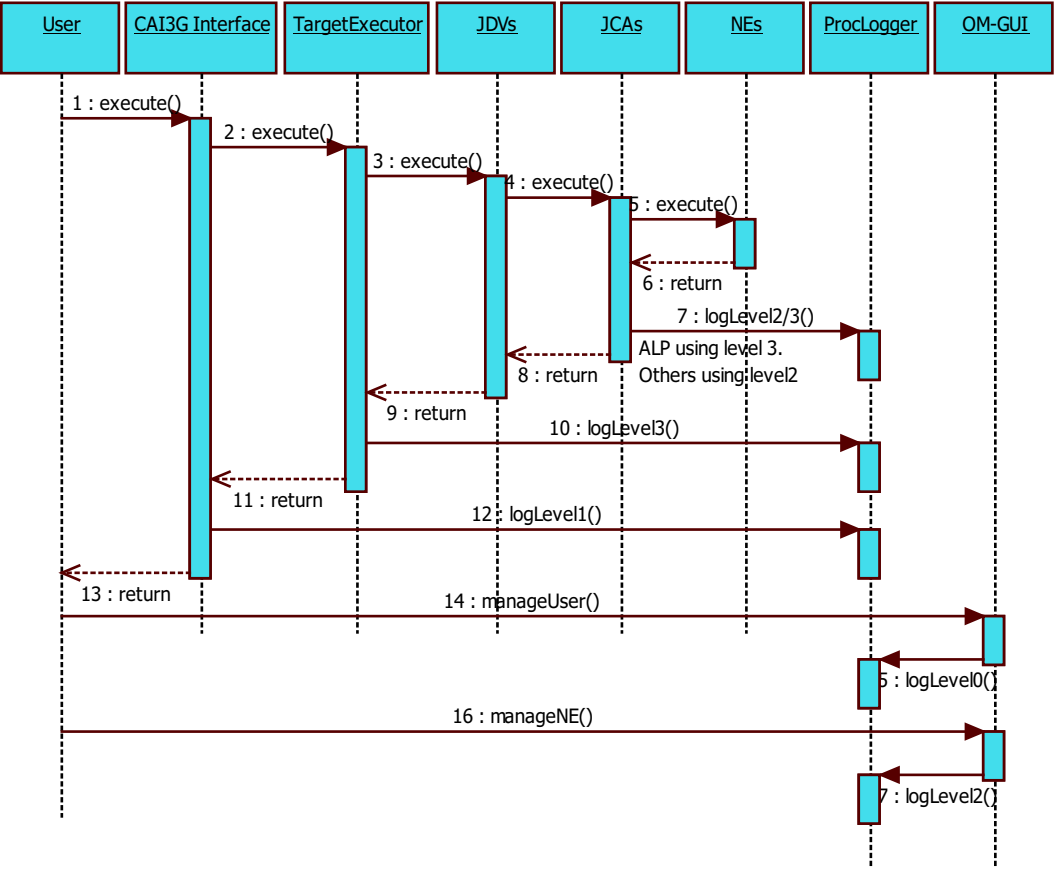 User
CAI3G Interface
TargetExecutor
JDVs
JCAs
NEs
ProcLogger
OM-GUI
1 : execute()
2 : execute()
3 : execute()
4 : execute()
5 : execute()
6 : return
7 : logLevel2/3()
ALP using level 3.
Others using level2
8 : return
9 : return
10 : logLevel3()
11 : return
12 : logLevel1()
13 : return
14 : manageUser()
5 : logLevel0()
16 : manageNE()
7 : logLevel2()